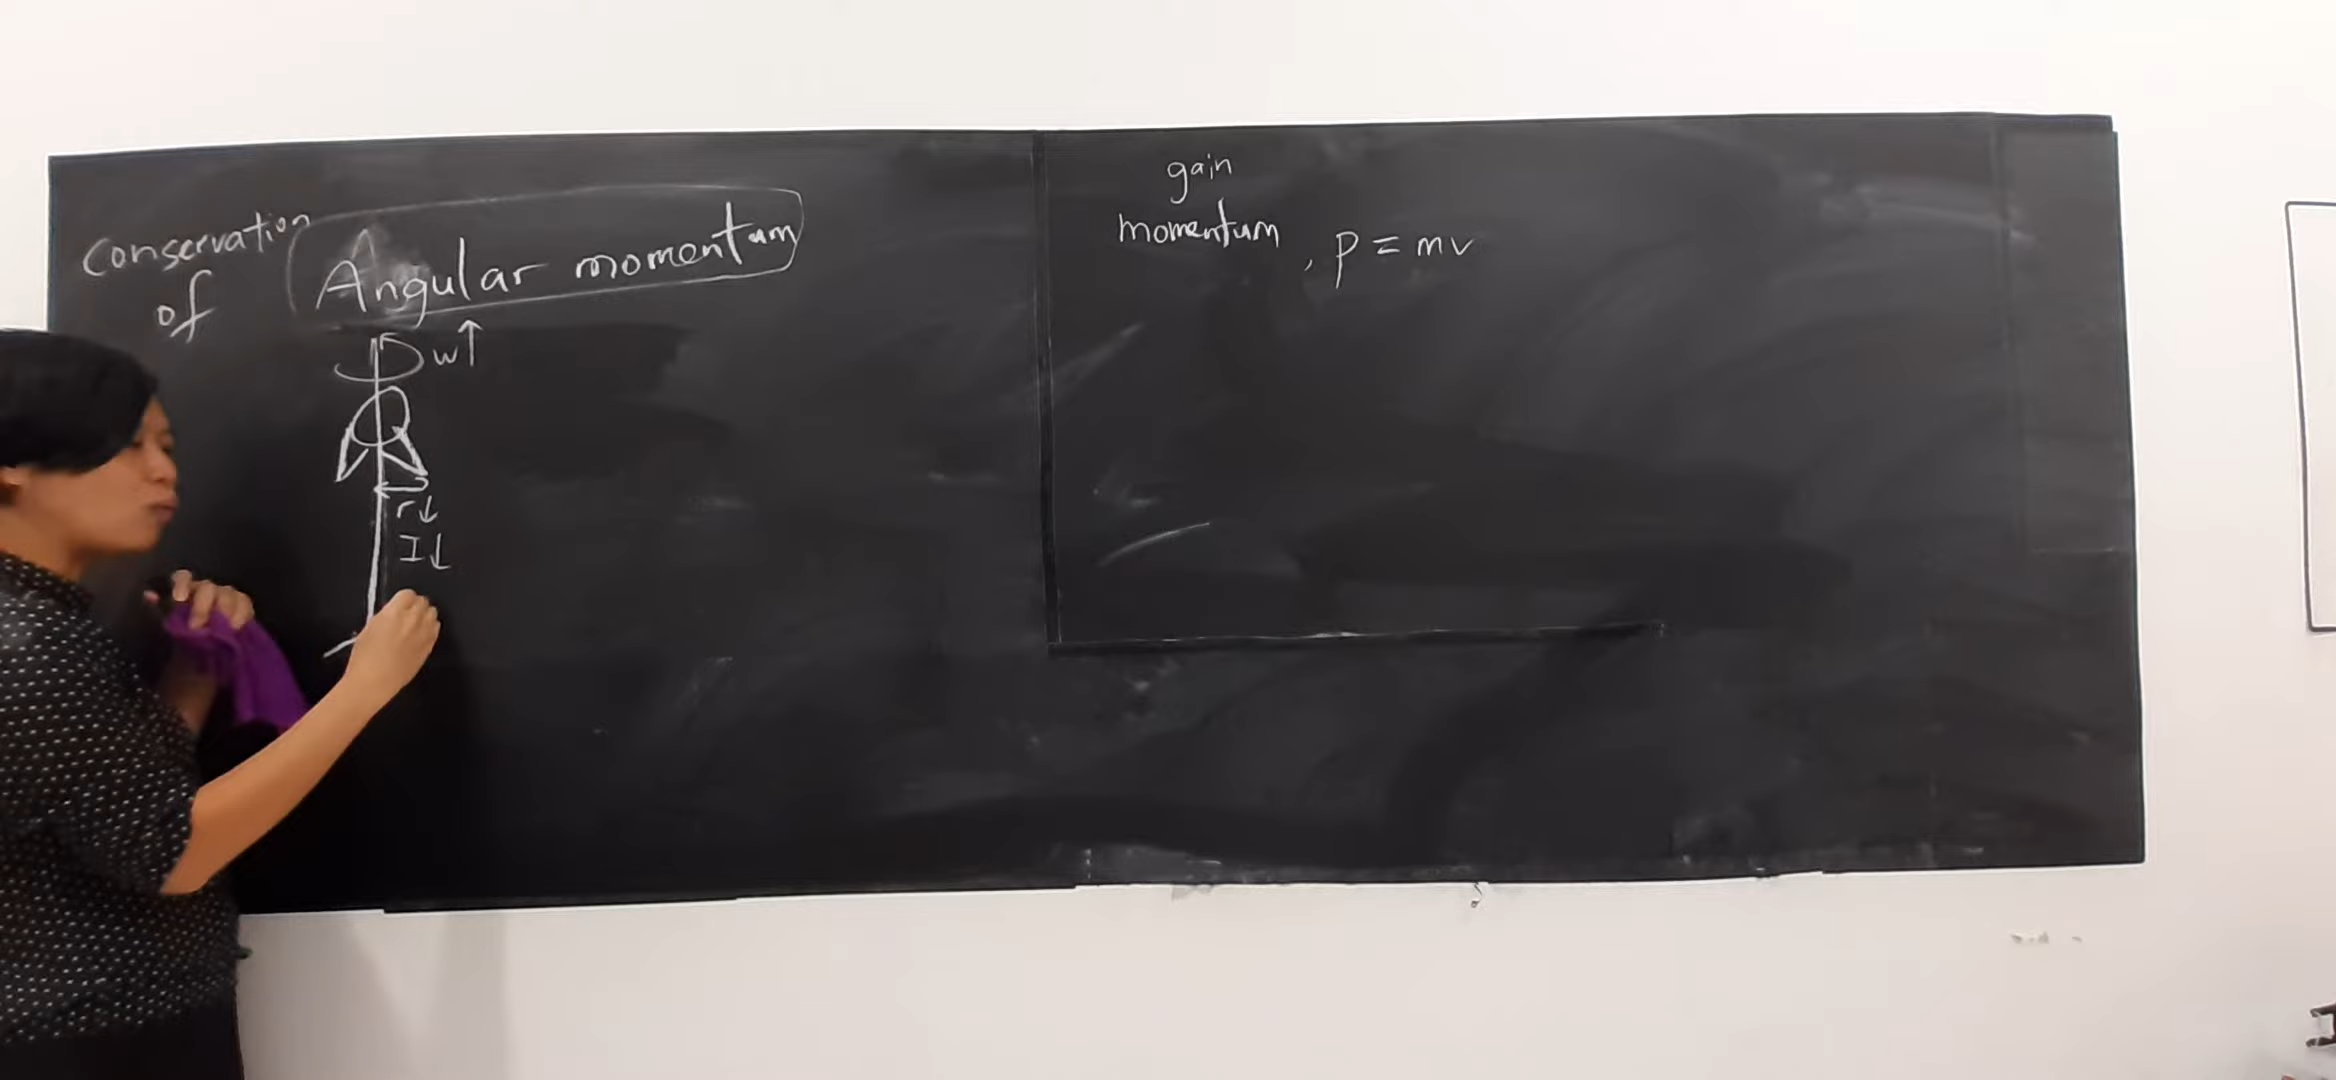 Conservation
of
Angular momentum
w↑
r↓
I↓
gain
momentum, p = mv